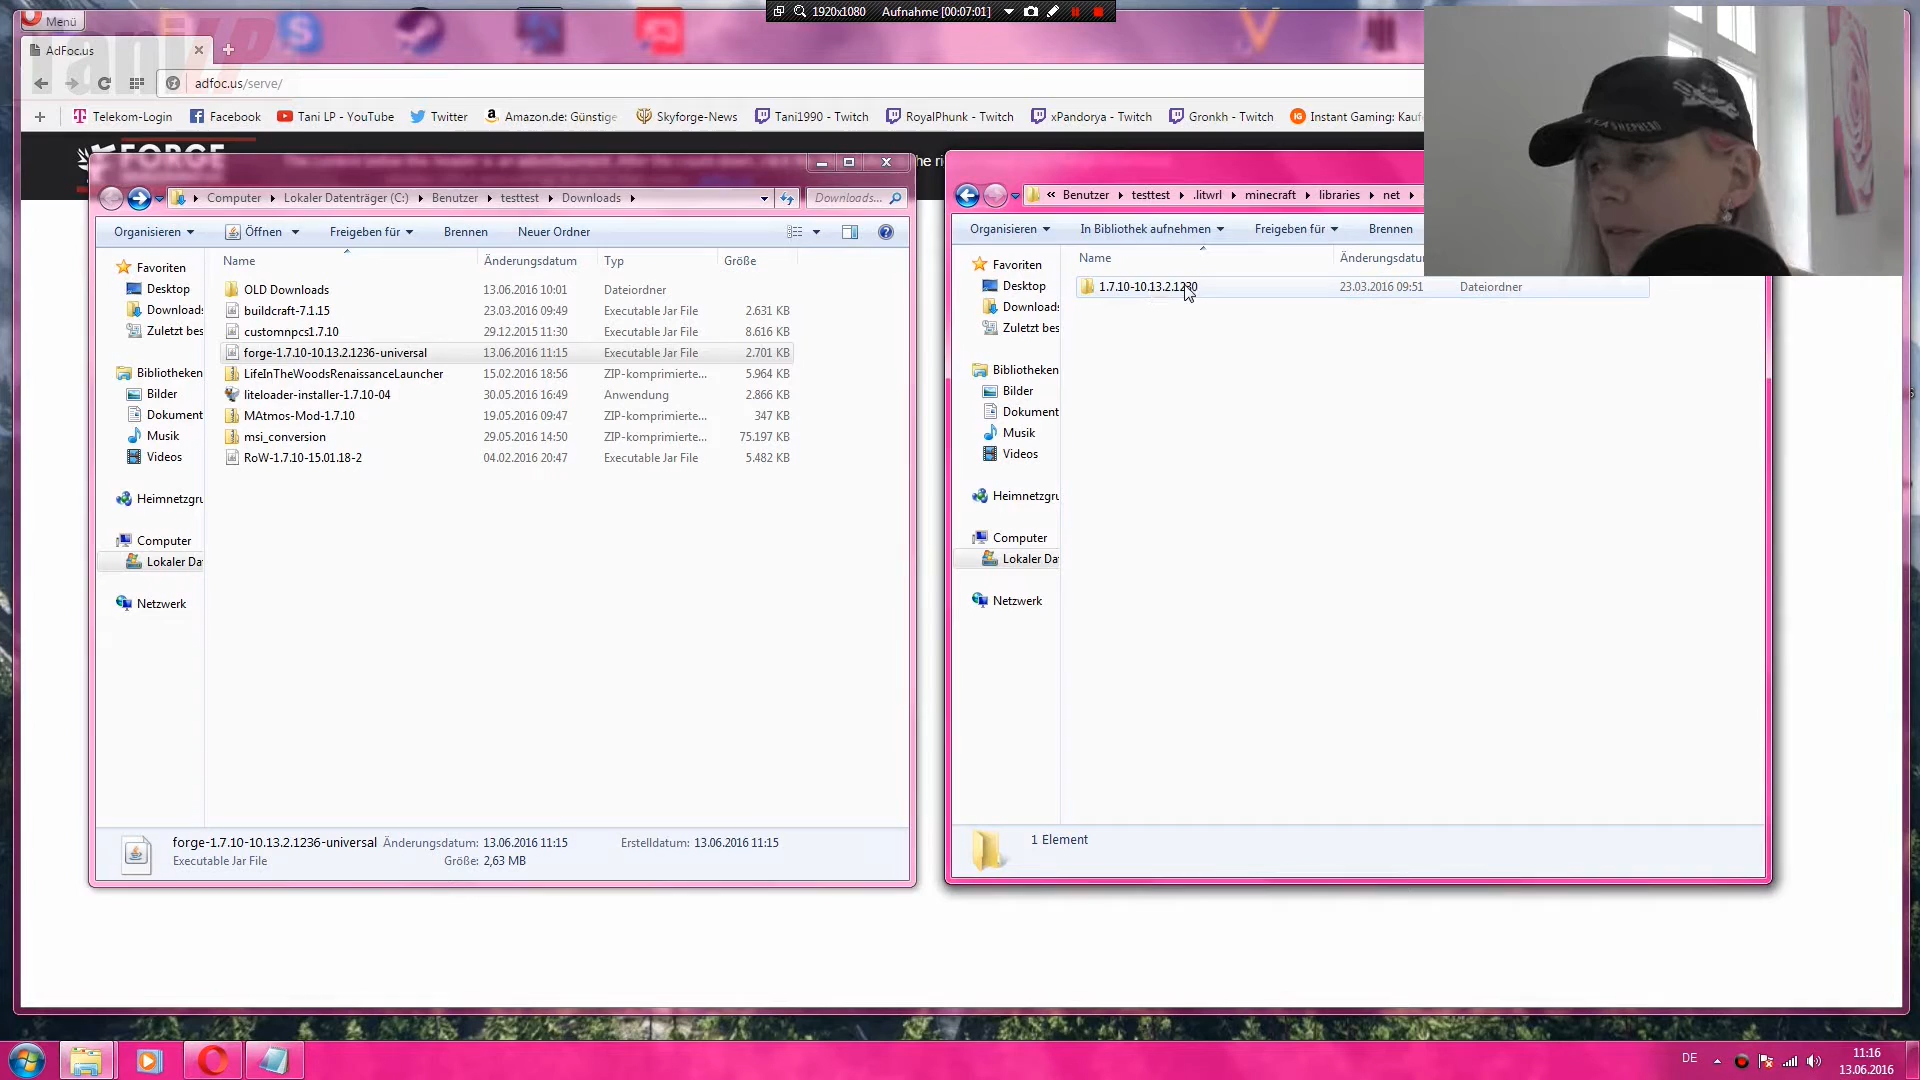 1920x1080 Aufnahme [00:07:01]
Menü
TaniLP
AdFoc.us
adfoc.us/serve/
Telekom-Login Facebook Tani LP - YouTube Twitter Amazon.de: Günstige Skyforge-News Tani1990 - Twitch RoyalPhunk - Twitch xPandorya - Twitch Gronkh - Twitch Instant Gaming: Kauf
FORGE
Computer Lokaler Datenträger (C:) Benutzer testtest Downloads
Downloads...
Organisieren Öffnen Freigeben für Brennen Neuer Ordner
Name Änderungsdatum Typ Größe
Favoriten
Desktop
Downloads
Zuletzt bes
Bibliotheken
Bilder
Dokument
Musik
Videos
Heimnetzgru
Computer
Lokaler Da
Netzwerk
OLD Downloads 13.06.2016 10:01 Dateiordner
buildcraft-7.1.15 23.03.2016 09:49 Executable Jar File 2.631 KB
customnpcs1.7.10 29.12.2015 11:30 Executable Jar File 8.616 KB
forge-1.7.10-10.13.2.1236-universal 13.06.2016 11:15 Executable Jar File 2.701 KB
LifeInTheWoodsRenaissanceLauncher 15.02.2016 18:56 ZIP-komprimierte... 5.964 KB
liteloader-installer-1.7.10-04 30.05.2016 16:49 Anwendung 2.866 KB
MAtmos-Mod-1.7.10 19.05.2016 09:47 ZIP-komprimierte... 347 KB
msi_conversion 29.05.2016 14:50 ZIP-komprimierte... 75.197 KB
RoW-1.7.10-15.01.18-2 04.02.2016 20:47 Executable Jar File 5.482 KB
forge-1.7.10-10.13.2.1236-universal Änderungsdatum: 13.06.2016 11:15 Erstelldatum: 13.06.2016 11:15
Executable Jar File Größe: 2,63 MB
« Benutzer testtest .litwrl minecraft libraries net
Organisieren In Bibliothek aufnehmen Freigeben für Brennen
Name Änderungsdatu
Favoriten
Desktop
Downloads
Zuletzt bes
Bibliotheken
Bilder
Dokument
Musik
Videos
Heimnetzgru
Computer
Lokaler Da
Netzwerk
1.7.10-10.13.2.1230 23.03.2016 09:51 Dateiordner
1 Element
DE
11:16
13.06.2016